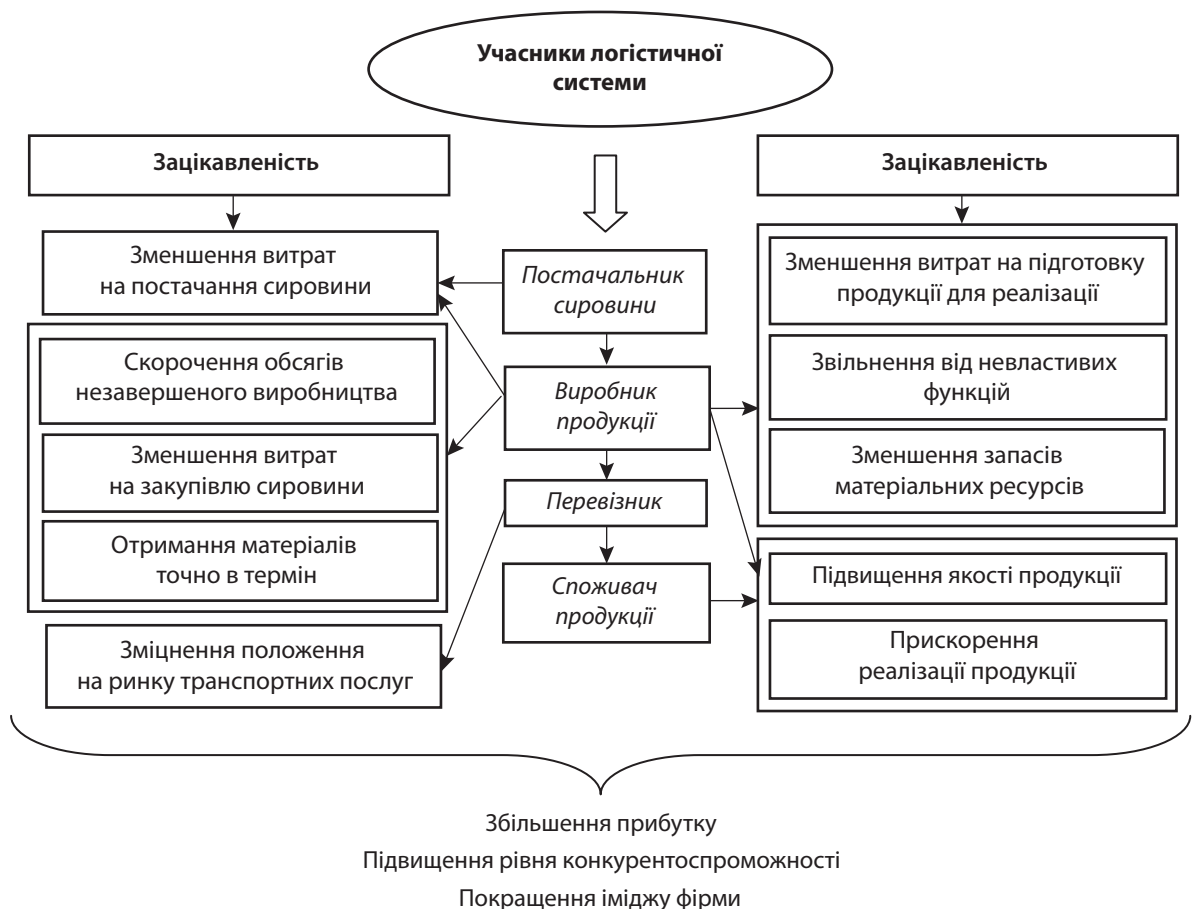 Учасники логістичної
системи
Зацікавленість
Зменшення витрат
на постачання сировини
Скорочення обсягів
незавершеного виробництва
Зменшення витрат
на закупівлю сировини
Отримання матеріалів
точно в термін
Зміцнення положення
на ринку транспортних послуг
Постачальник
сировини
Виробник
продукції
Перевізник
Споживач
продукції
Зацікавленість
Зменшення витрат на підготовку
продукції для реалізації
Звільнення від невластивих
функцій
Зменшення запасів
матеріальних ресурсів
Підвищення якості продукції
Прискорення
реалізації продукції
Збільшення прибутку
Підвищення рівня конкурентоспроможності
Покращення іміджу фірми